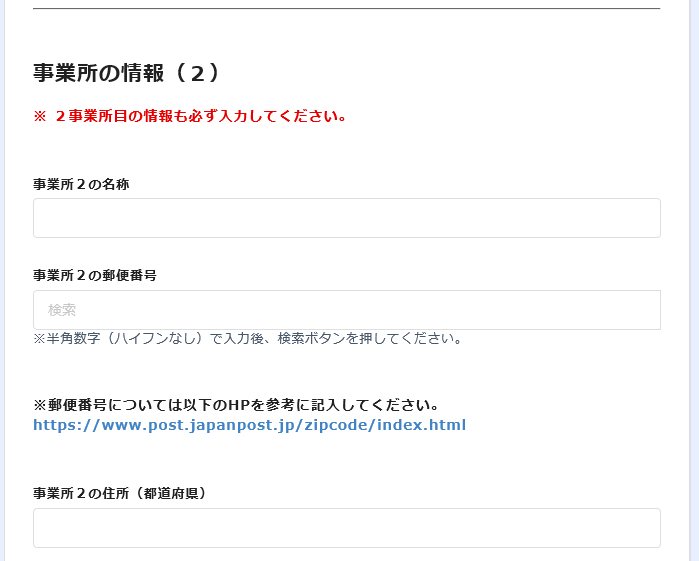 事業所の情報（２）
※ ２事業所目の情報も必ず入力してください。
事業所２の名称
事業所２の郵便番号
検索
※半角数字（ハイフンなし）で入力後、検索ボタンを押してください。
※郵便番号については以下のHPを参考に記入してください。
https://www.post.japanpost.jp/zipcode/index.html
事業所２の住所（都道府県）